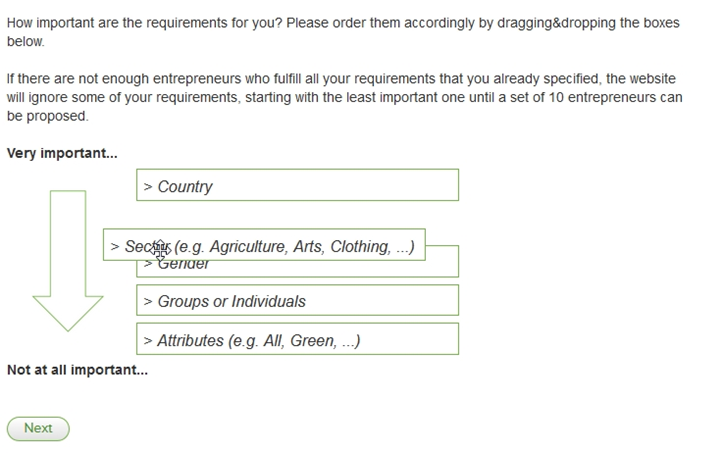 How important are the requirements for you? Please order them accordingly by dragging&dropping the boxes
below.
If there are not enough entrepreneurs who fulfill all your requirements that you already specified, the website
will ignore some of your requirements, starting with the least important one until a set of 10 entrepreneurs can
be proposed.
Very important...
> Country
> Sector (e.g. Agriculture, Arts, Clothing, ...)
> Gender
> Groups or Individuals
> Attributes (e.g. All, Green, ...)
Not at all important...
Next